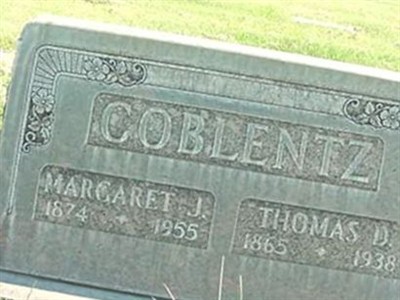 COBLENTZ
MARGARET J. THOMAS D.
1874 1955 1865 1938